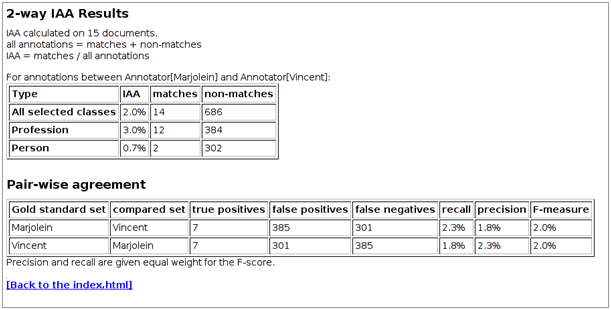 2-way IAA Results
IAA calculated on 15 documents.
all annotations = matches + non-matches
IAA = matches / all annotations
For annotations between Annotator[Marjolein] and Annotator[Vincent]:
Type IAA matches non-matches
All selected classes 2.0% 14 686
Profession 3.0% 12 384
Person 0.7% 2 302
Pair-wise agreement
Gold standard set compared set true positives false positives false negatives recall precision F-measure
Marjolein Vincent 7 385 301 2.3% 1.8% 2.0%
Vincent Marjolein 7 301 385 1.8% 2.3% 2.0%
Precision and recall are given equal weight for the F-score.
[Back to the index.html]